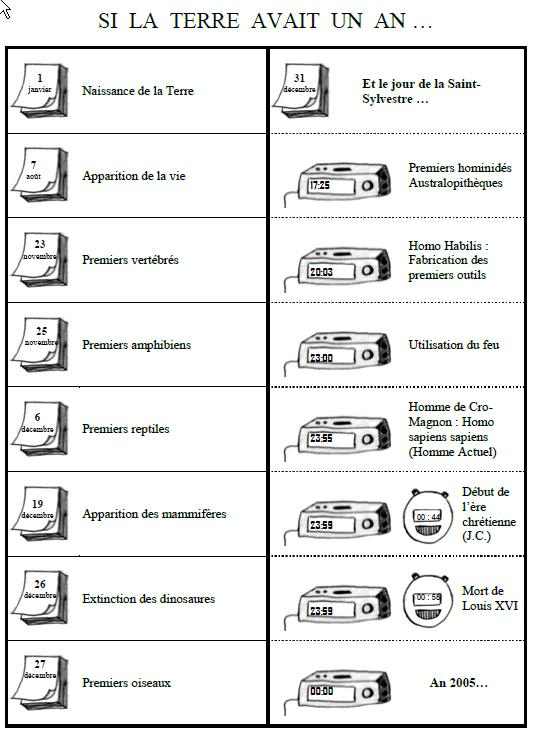 SI LA TERRE AVAIT UN AN …
1
janvier
Naissance de la Terre
7
août
Apparition de la vie
23
novembre
Premiers vertébrés
25
novembre
Premiers amphibiens
6
décembre
Premiers reptiles
19
décembre
Apparition des mammifères
26
décembre
Extinction des dinosaures
27
décembre
Premiers oiseaux
31
décembre
Et le jour de la Saint-
Sylvestre …
17:25
Premiers hominidés
Australopithèques
20:03
Homo Habilis :
Fabrication des
premiers outils
23:00
Utilisation du feu
23:55
Homme de Cro-
Magnon : Homo
sapiens sapiens
(Homme Actuel)
23:59
00 : 44
Début de
l’ère
chrétienne
(J.C.)
23:59
00 : 58
Mort de
Louis XVI
00:00
An 2005…